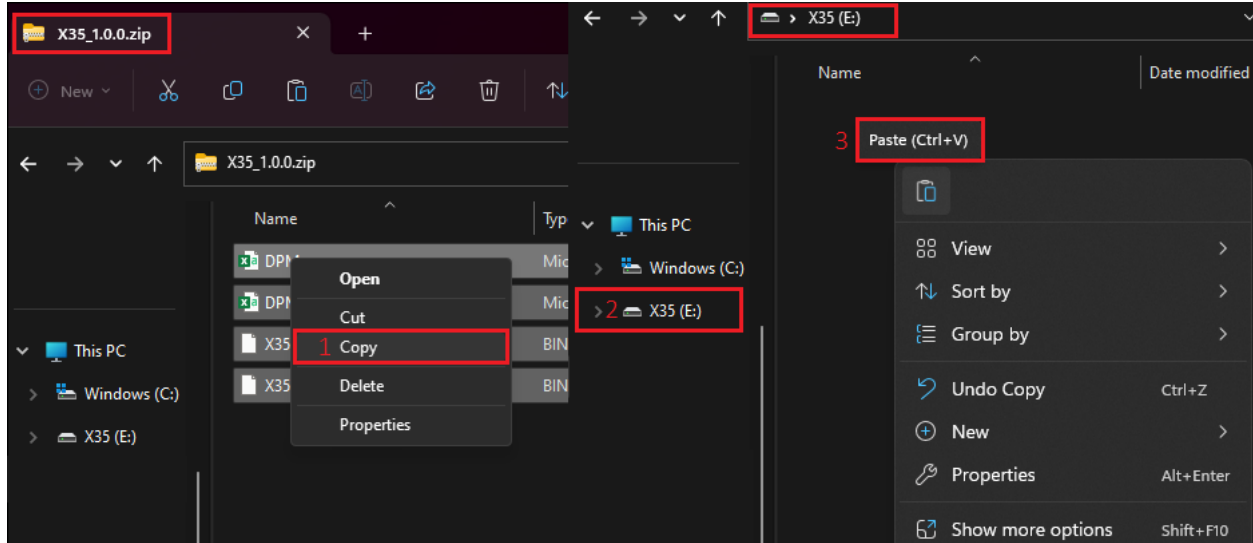 X35_1.0.0.zip
New
X35_1.0.0.zip
Name
Typ
DPM
Mic
DPM
Mic
X35
BIN
X35
BIN
Open
Cut
1 Copy
Delete
Properties
This PC
Windows (C:)
X35 (E:)
X35 (E:)
Name
Date modified
3 Paste (Ctrl+V)
This PC
Windows (C:)
2 X35 (E:)
View
Sort by
Group by
Undo Copy Ctrl+Z
New
Properties Alt+Enter
Show more options Shift+F10